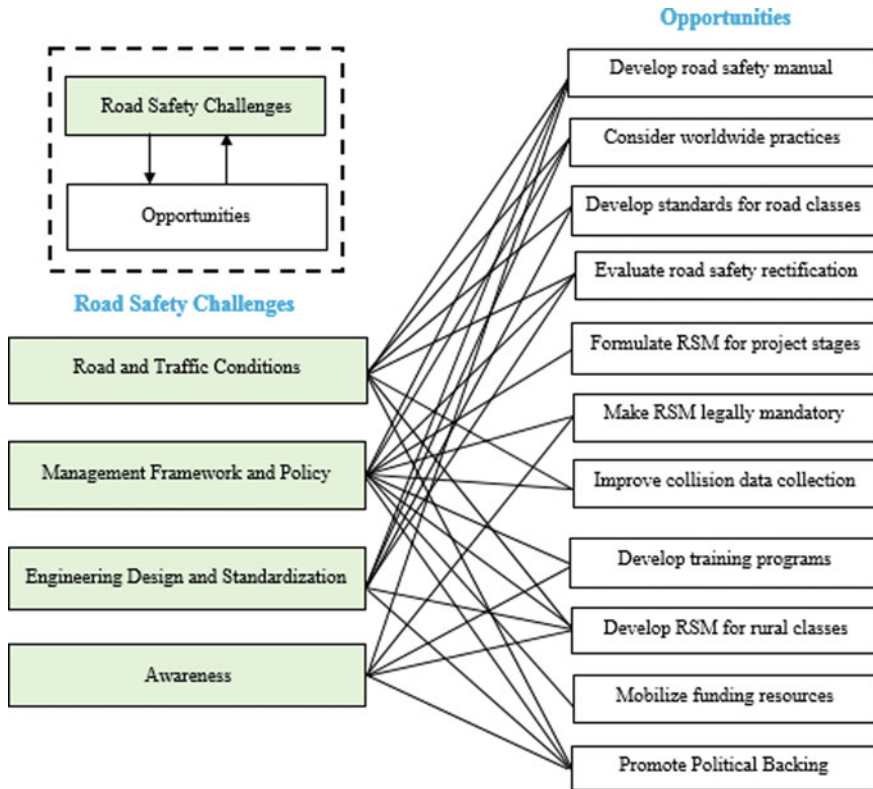 Opportunities
Road Safety Challenges
Opportunities
Road Safety Challenges
Road and Traffic Conditions
Management Framework and Policy
Engineering Design and Standardization
Awareness
Develop road safety manual
Consider worldwide practices
Develop standards for road classes
Evaluate road safety rectification
Formulate RSM for project stages
Make RSM legally mandatory
Improve collision data collection
Develop training programs
Develop RSM for rural classes
Mobilize funding resources
Promote Political Backing